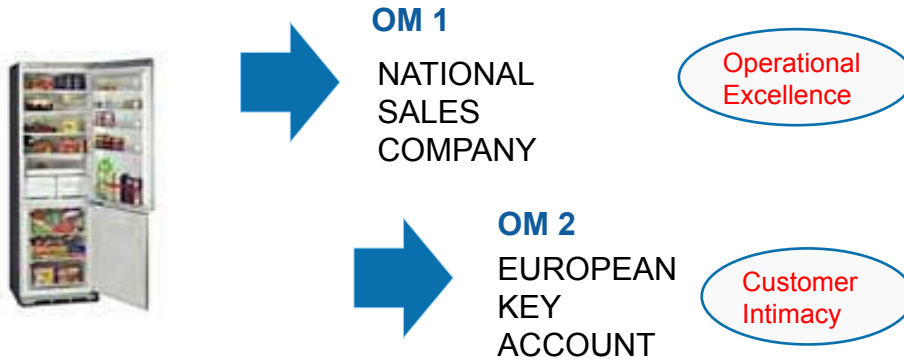 OM 1
NATIONAL
SALES
COMPANY
Operational
Excellence
OM 2
EUROPEAN
KEY
ACCOUNT
Customer
Intimacy